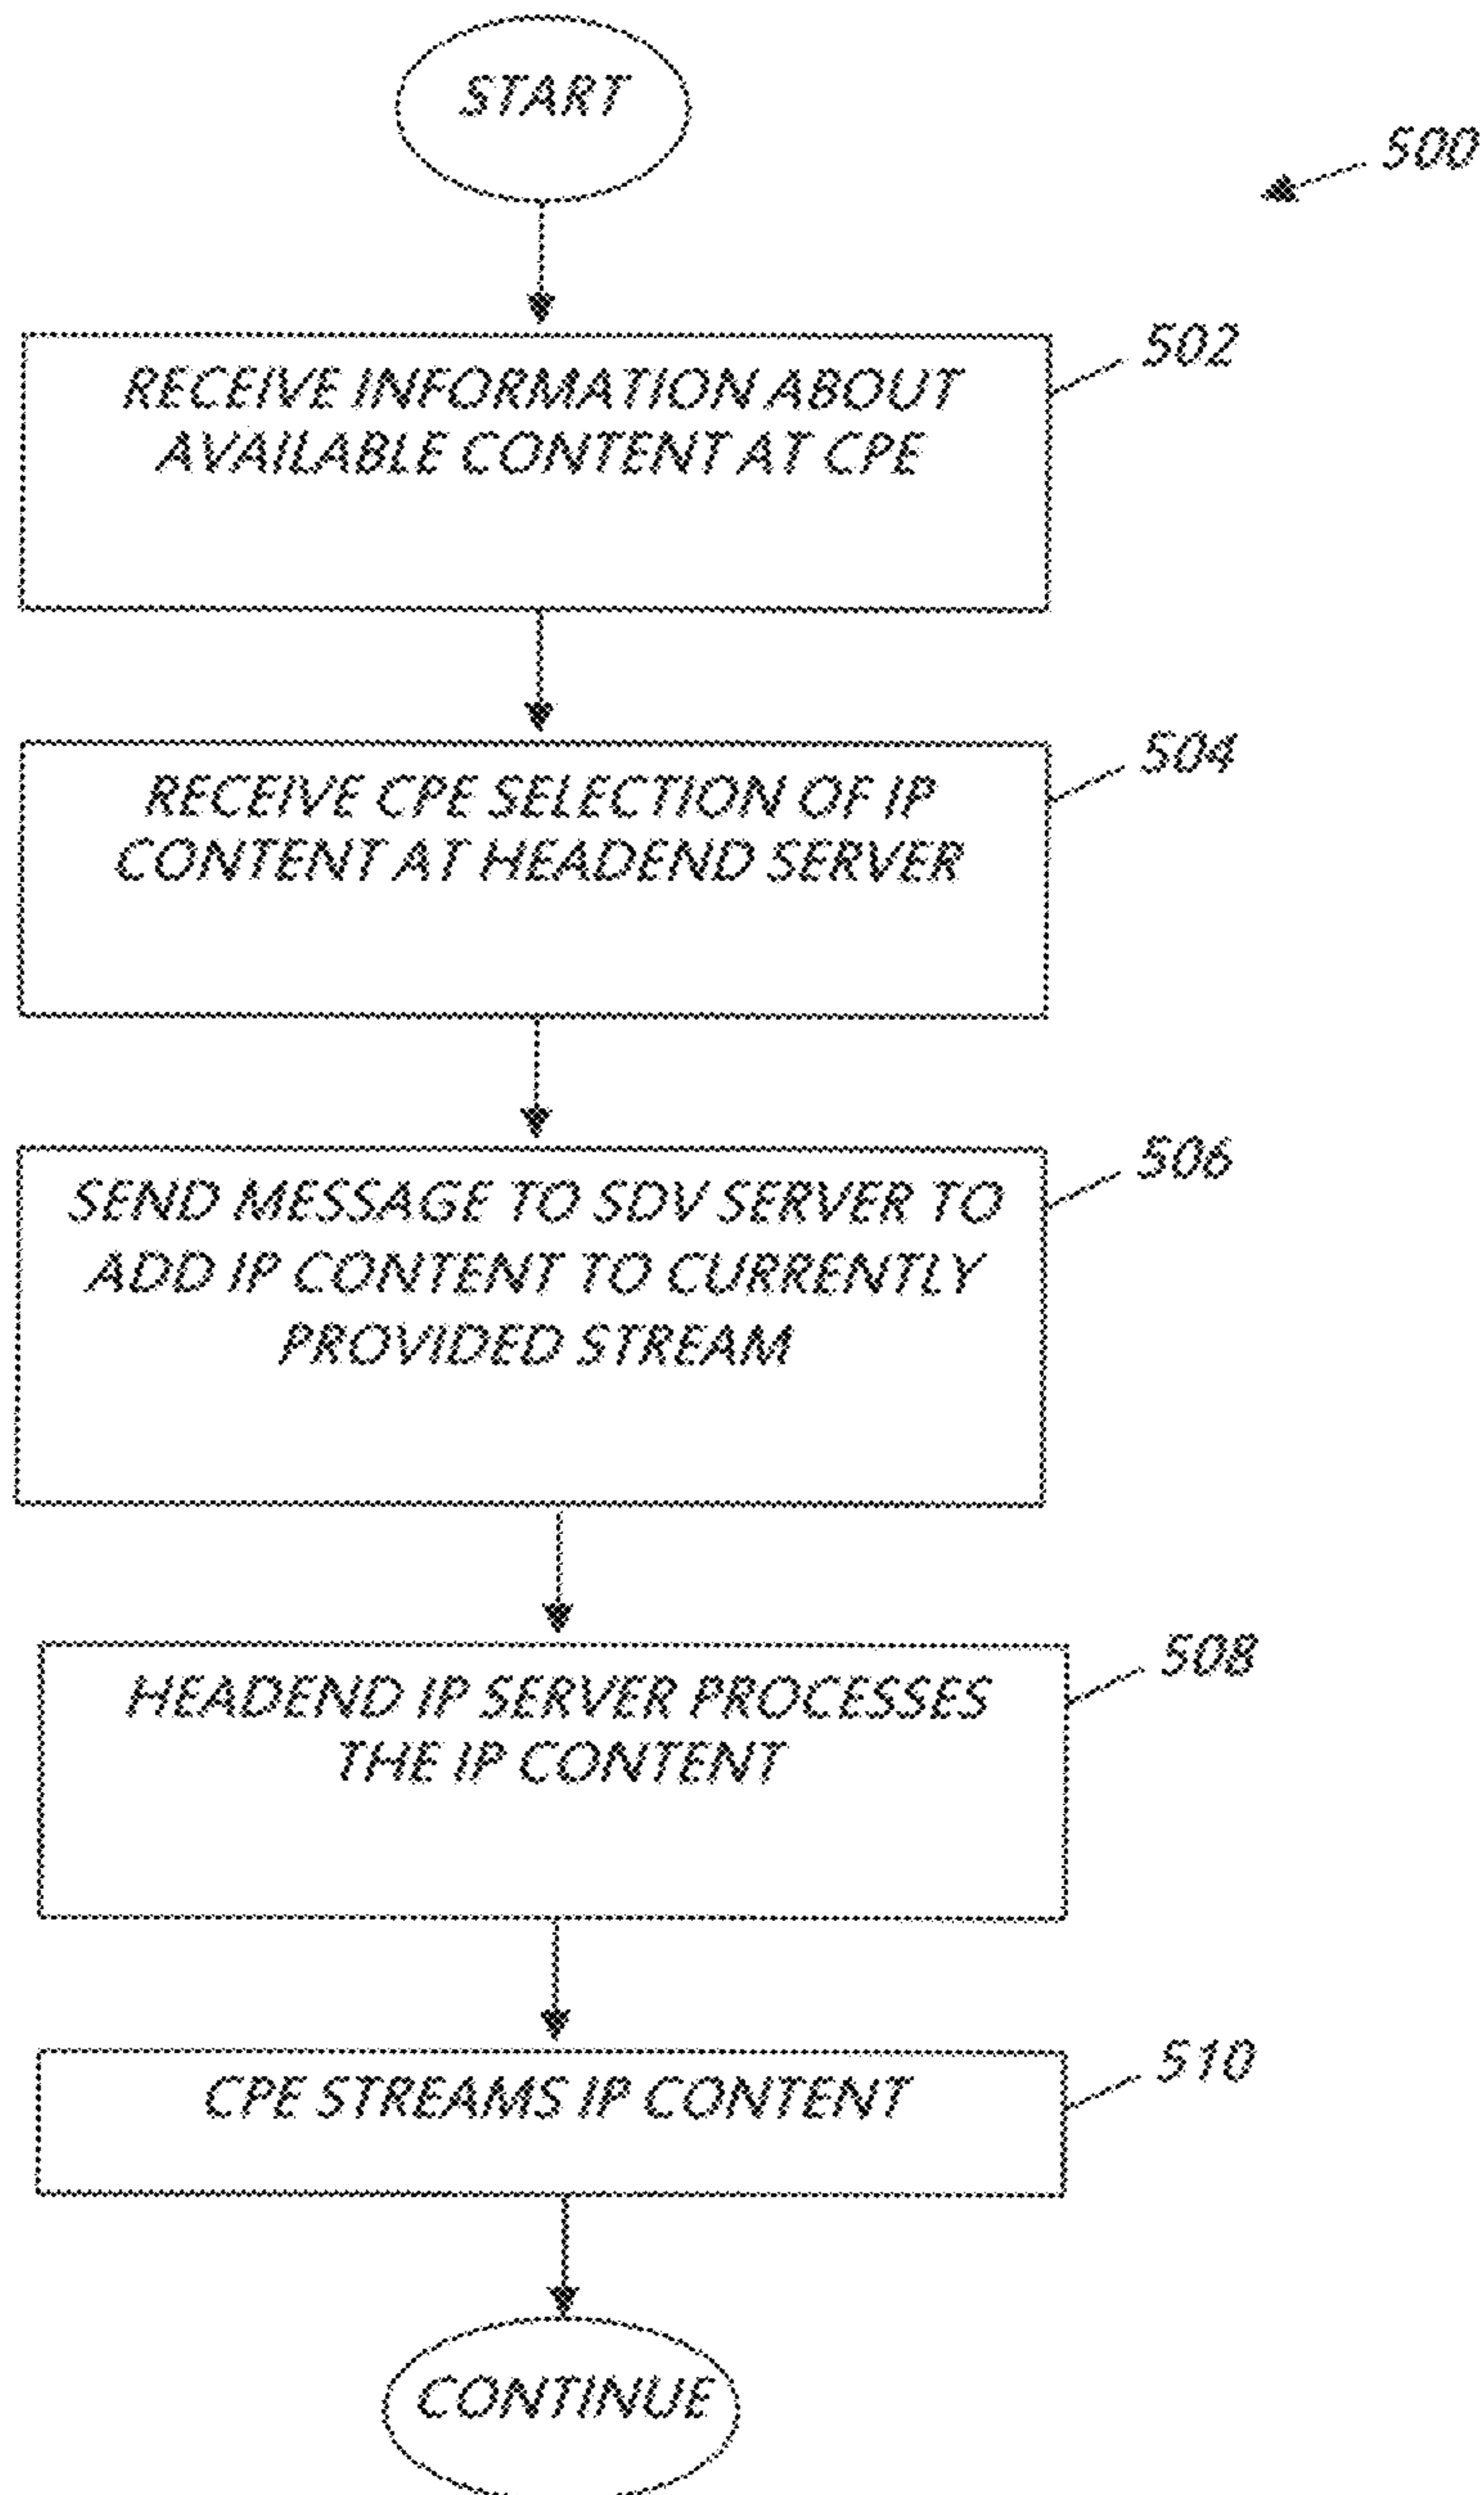 START
500
502
RECEIVE INFORMATION ABOUT
AVAILABLE CONTENT AT CPE
504
RECEIVE CPE SELECTION OF IP
CONTENT AT HEADEND SERVER
506
SEND MESSAGE TO SDV SERVER TO
ADD IP CONTENT TO CURRENTLY
PROVIDED STREAM
508
HEADEND IP SERVER PROCESSES
THE IP CONTENT
510
CPE STREAMS IP CONTENT
CONTINUE